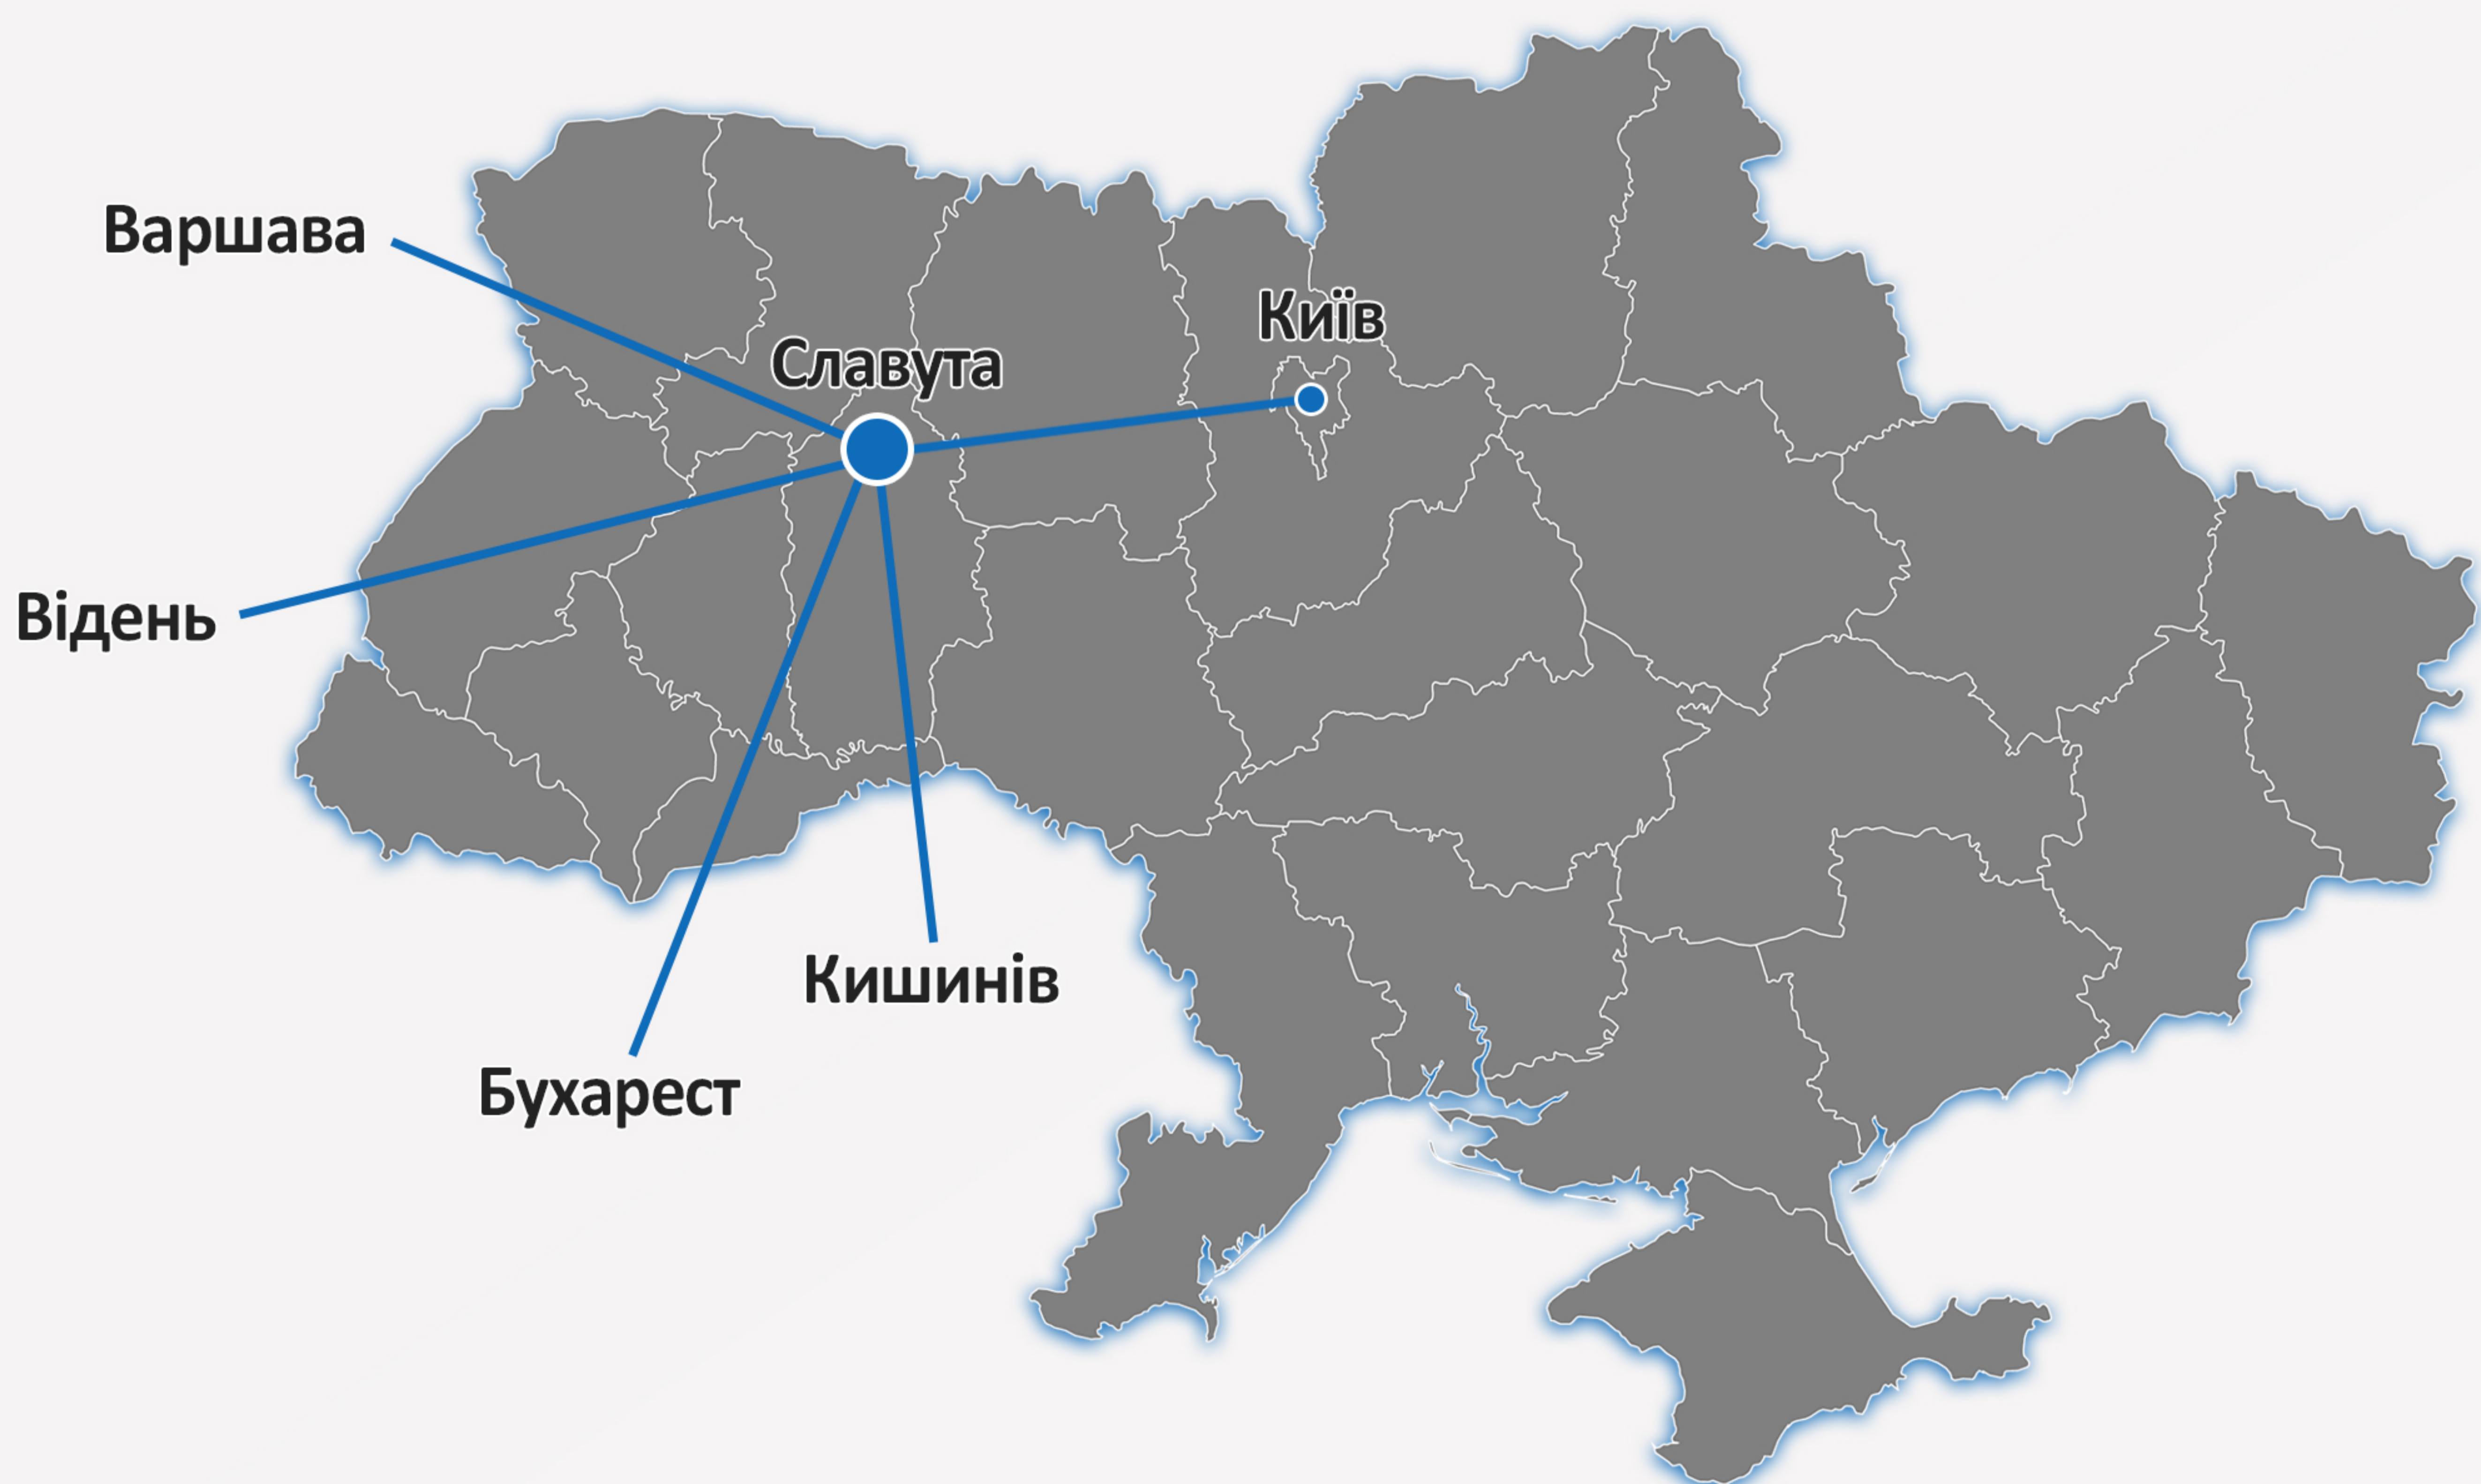 Варшава
Київ
Славута
Відень
Кишинів
Бухарест